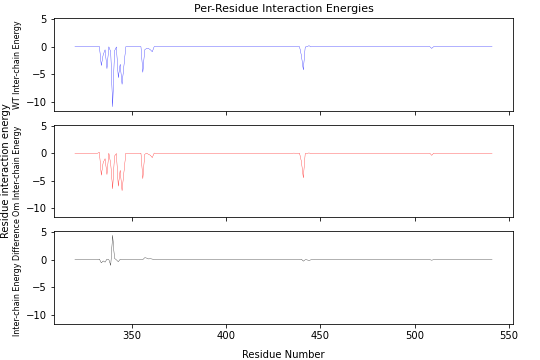 Per-Residue Interaction Energies
Residue interaction energy
WT Inter-chain Energy
5
0
−5
−10
Om Inter-chain Energy
5
0
−5
−10
Inter-chain Energy Difference
5
0
−5
−10
350
400
450
500
550
Residue Number